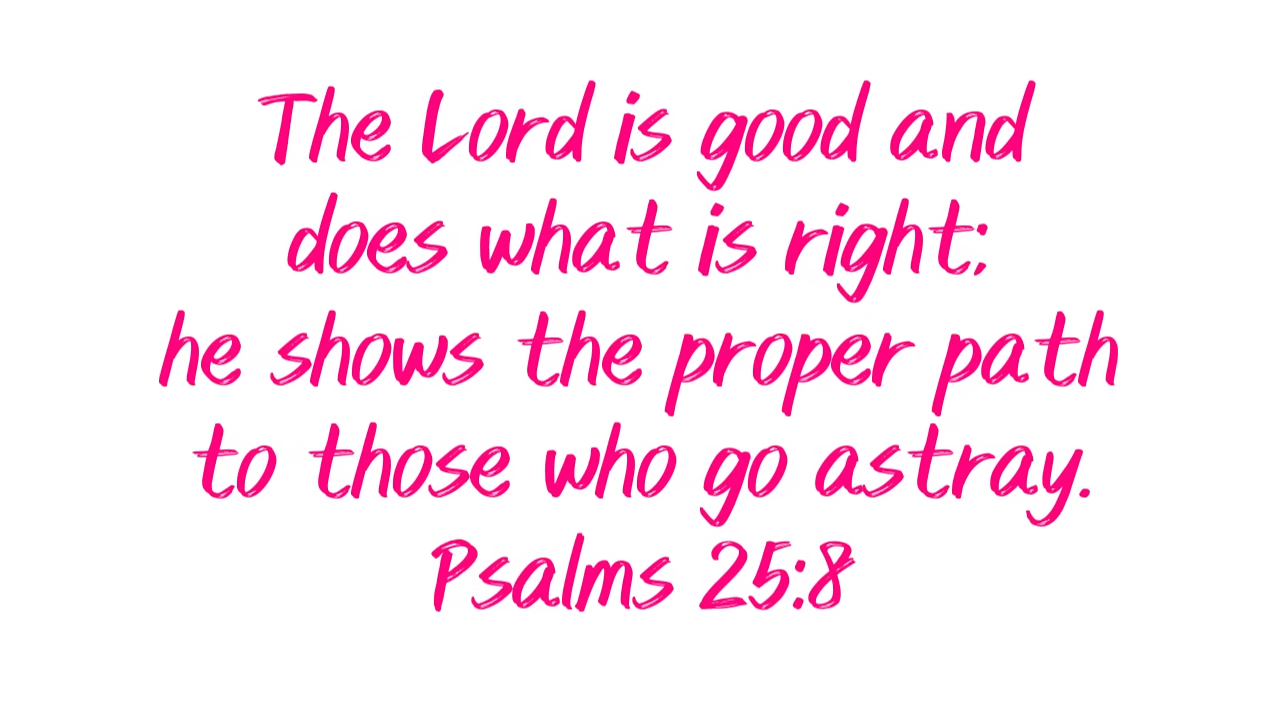 The Lord is good and
does what is right;
he shows the proper path
to those who go astray.
Psalms 25:8